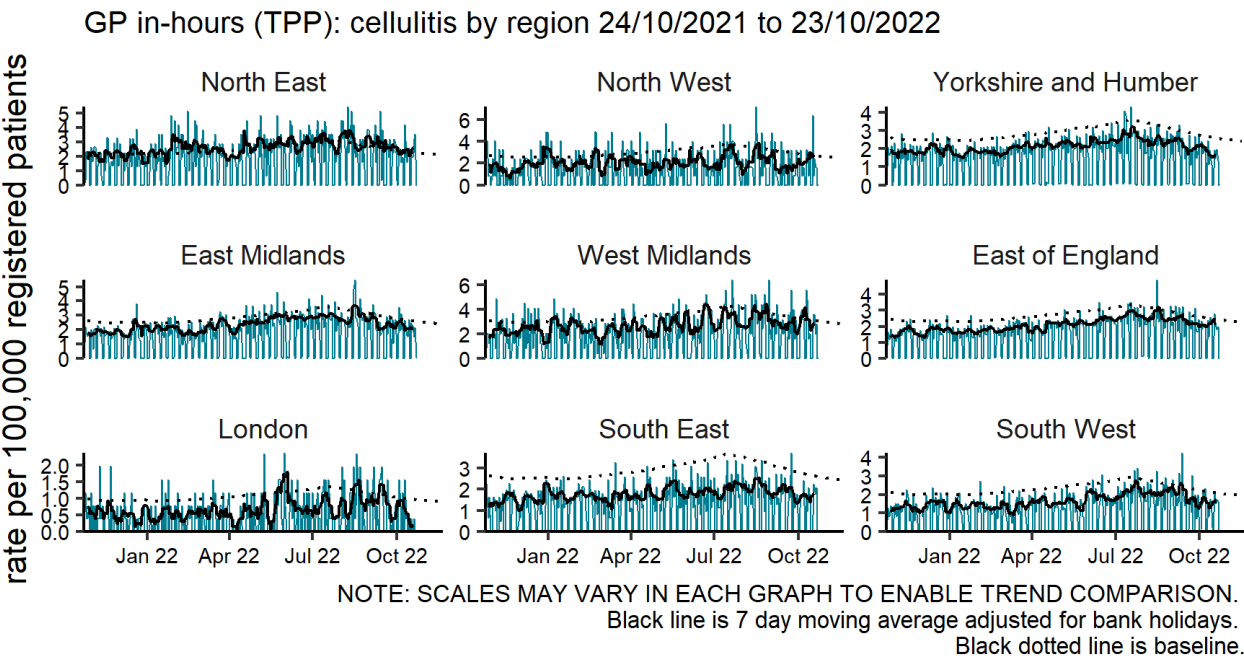 GP in-hours (TPP): cellulitis by region 24/10/2021 to 23/10/2022
rate per 100,000 registered patients
North East
5
4
3
2
1
0
North West
6
4
2
0
Yorkshire and Humber
4
3
2
1
0
East Midlands
5
4
3
2
1
0
West Midlands
6
4
2
0
East of England
4
3
2
1
0
London
2.0
1.5
1.0
0.5
0.0
South East
3
2
1
0
South West
4
3
2
1
0
Jan 22 Apr 22 Jul 22 Oct 22 Jan 22 Apr 22 Jul 22 Oct 22 Jan 22 Apr 22 Jul 22 Oct 22
NOTE: SCALES MAY VARY IN EACH GRAPH TO ENABLE TREND COMPARISON.
Black line is 7 day moving average adjusted for bank holidays.
Black dotted line is baseline.